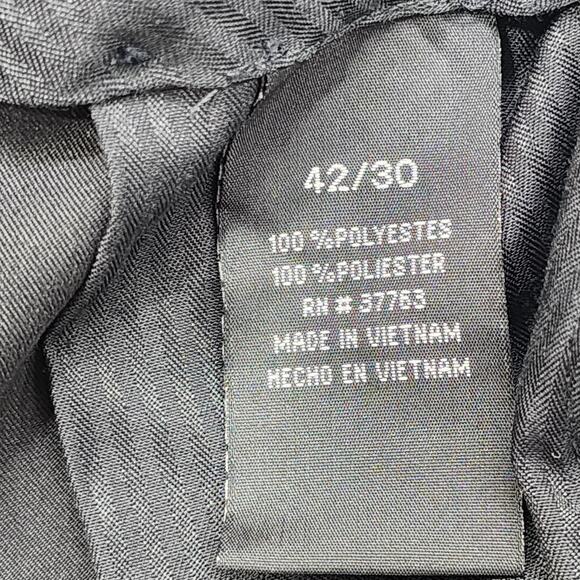 42/30
100 %POLYESTES
100 %POLIESTER
RN # 37763
MADE IN VIETNAM
HECHO EN VIETNAM